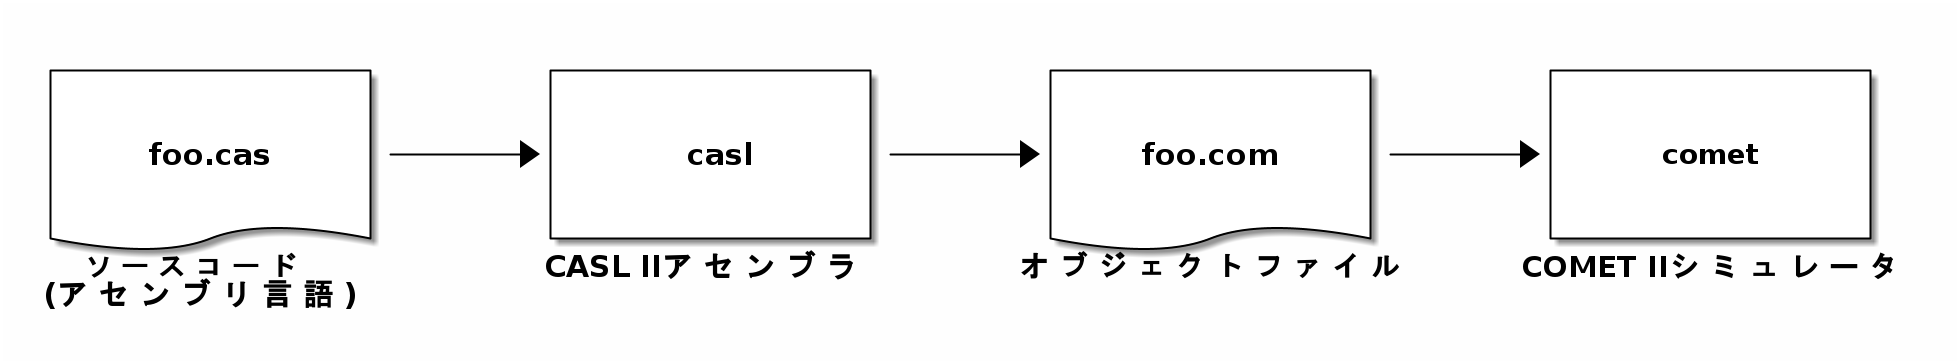 foo.cas
casl
foo.com
comet
ソースコード
(アセンブリ言語)
CASL IIアセンブラ
オブジェクトファイル
COMET IIシミュレータ